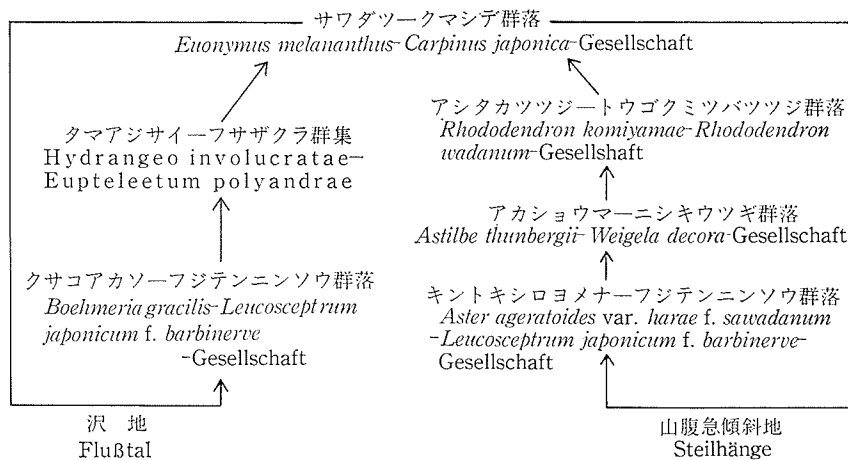 サワダツークマシデ群落
Euonymus melananthus-Carpinus japonica-Gesellschaft
タマアジサイーフサザクラ群集
Hydrangeo involucratae-
Eupteleetum polyandrae
クサコアカソーフジテンニンソウ群落
Boehmeria gracilis-Leucosceptrum
japonicum f. barbinerve
-Gesellschaft
沢 地
Flußtal
アシタカツツジートウゴクミツバツツジ群落
Rhododendron komiyamae-Rhododendron
wadanum-Gesellshaft
アカショウマーニシキウツギ群落
Astilbe thunbergii-Weigela decora-Gesellschaft
キントキシロヨメナーフジテンニンソウ群落
Aster ageratoides var. harae f. sawadanum
-Leucosceptrum japonicum f. barbinerve-
Gesellschaft
山腹急傾斜地
Steilhänge